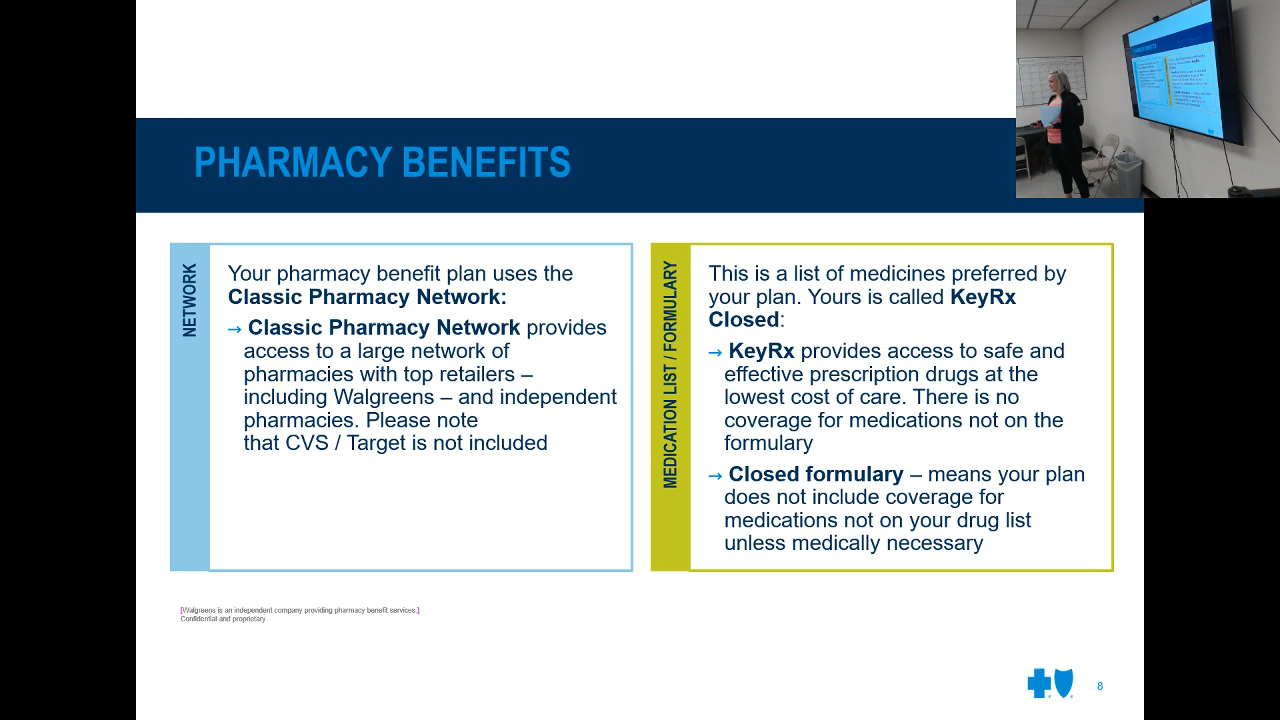 PHARMACY BENEFITS
NETWORK
Your pharmacy benefit plan uses the
Classic Pharmacy Network:
→ Classic Pharmacy Network provides
access to a large network of
pharmacies with top retailers –
including Walgreens – and independent
pharmacies. Please note
that CVS / Target is not included
MEDICATION LIST / FORMULARY
This is a list of medicines preferred by
your plan. Yours is called KeyRx
Closed:
→ KeyRx provides access to safe and
effective prescription drugs at the
lowest cost of care. There is no
coverage for medications not on the
formulary
→ Closed formulary – means your plan
does not include coverage for
medications not on your drug list
unless medically necessary
[Walgreens is an independent company providing pharmacy benefit services.]
Confidential and proprietary.
8